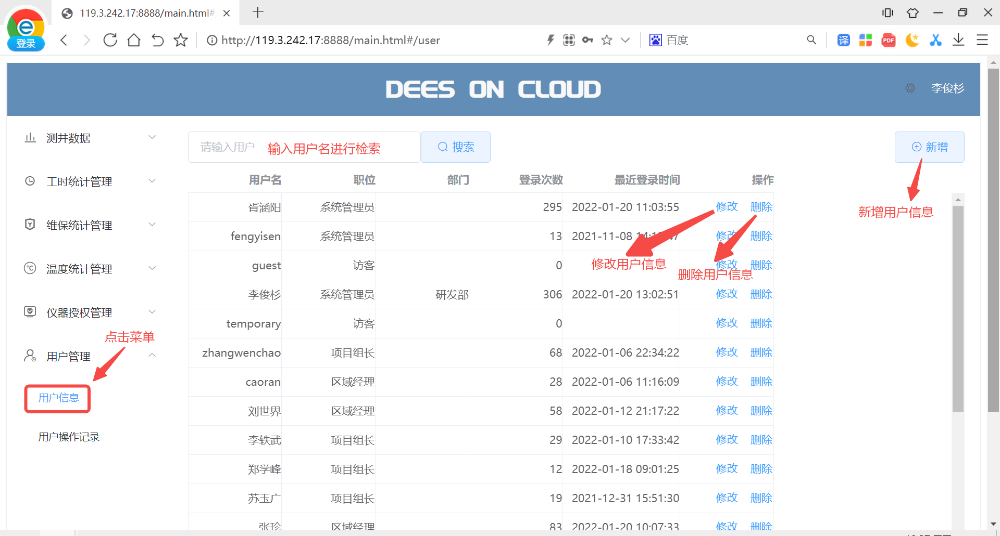 119.3.242.17:8888/main.html#
登录
http://119.3.242.17:8888/main.html#/user
百度
译
PDF
DEES ON CLOUD
李俊杉
测井数据
工时统计管理
维保统计管理
温度统计管理
仪器授权管理
点击菜单
用户管理
用户信息
用户操作记录
请输入用户 输入用户名进行检索
搜索
新增
新增用户信息
用户名 职位 部门 登录次数 最近登录时间 操作
胥涵阳 系统管理员 295 2022-01-20 11:03:55 修改 删除
fengyisen 系统管理员 13 2021-11-08 修改 删除
guest 访客 0 修改 删除
修改用户信息
删除用户信息
李俊杉 系统管理员 研发部 306 2022-01-20 13:02:51 修改 删除
temporary 访客 0 修改 删除
zhangwenchao 项目组长 68 2022-01-06 22:34:22 修改 删除
caoran 区域经理 28 2022-01-06 11:16:09 修改 删除
刘世界 区域经理 58 2022-01-12 21:17:22 修改 删除
李轶武 项目组长 29 2022-01-10 17:33:42 修改 删除
郑学峰 项目组长 12 2022-01-18 09:01:25 修改 删除
苏玉广 项目组长 19 2021-12-31 15:51:30 修改 删除
张珍 区域经理 83 2022-01-20 10:07:33 修改 删除